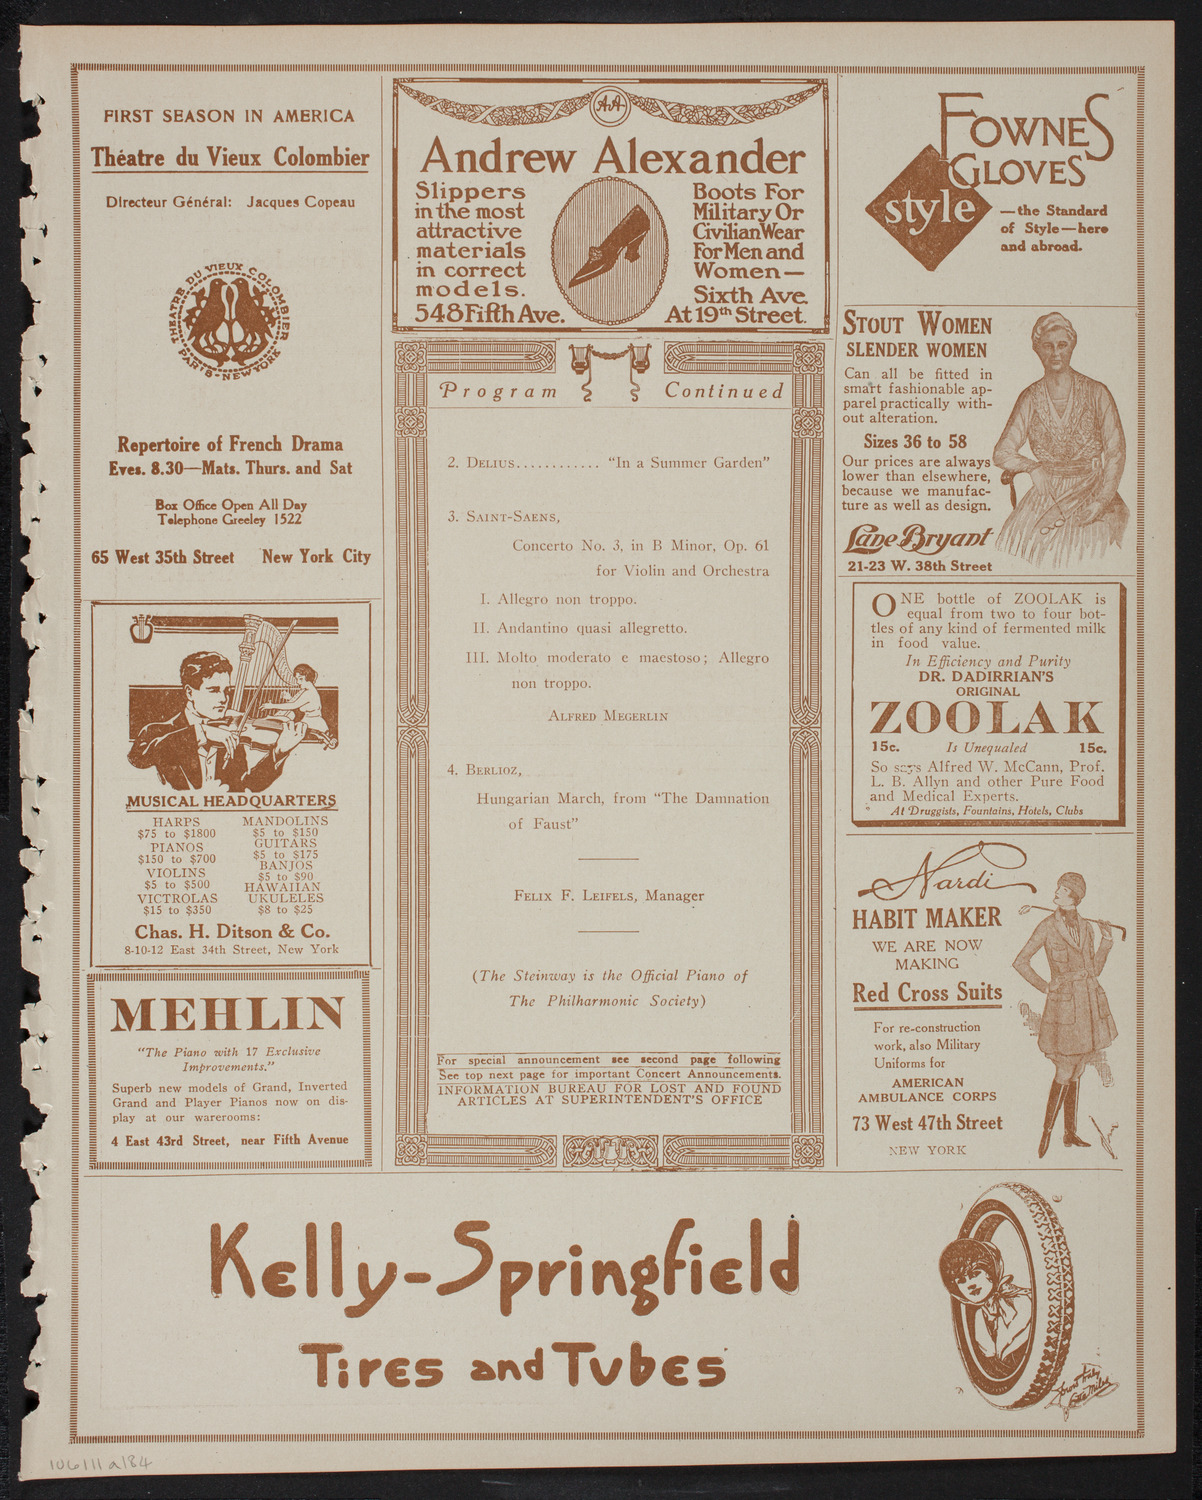 FIRST SEASON IN AMERICA
Théatre du Vieux Colombier
Directeur Général: Jacques Copeau
THEATRE DU VIEUX COLOMBIER
PARIS-NEW YORK
Repertoire of French Drama
Eves. 8.30—Mats. Thurs. and Sat
Box Office Open All Day
Telephone Greeley 1522
65 West 35th Street New York City
MUSICAL HEADQUARTERS
HARPS
$75 to $1800
PIANOS
$150 to $700
VIOLINS
$5 to $500
VICTROLAS
$15 to $350
MANDOLINS
$5 to $150
GUITARS
$5 to $175
BANJOS
$5 to $90
HAWAIIAN
UKULELES
$8 to $25
Chas. H. Ditson & Co.
8-10-12 East 34th Street, New York
MEHLIN
"The Piano with 17 Exclusive
Improvements."
Superb new models of Grand, Inverted
Grand and Player Pianos now on dis-
play at our warerooms:
4 East 43rd Street, near Fifth Avenue
AA
Andrew Alexander
Slippers
in the most
attractive
materials
in correct
models.
548 Fifth Ave.
Boots For
Military Or
Civilian Wear
For Men and
Women—
Sixth Ave.
At 19th Street.
Program Continued
2. DELIUS............ "In a Summer Garden"
3. SAINT-SAENS,
Concerto No. 3, in B Minor, Op. 61
for Violin and Orchestra
I. Allegro non troppo.
II. Andantino quasi allegretto.
III. Molto moderato e maestoso; Allegro
non troppo.
ALFRED MEGERLIN
4. BERLIOZ,
Hungarian March, from "The Damnation
of Faust"
FELIX F. LEIFELS, Manager
(The Steinway is the Official Piano of
The Philharmonic Society)
For special announcement see second page following
See top next page for important Concert Announcements.
INFORMATION BUREAU FOR LOST AND FOUND
ARTICLES AT SUPERINTENDENT'S OFFICE
FOWNES
GLOVES
style
—the Standard
of Style—here
and abroad.
STOUT WOMEN
SLENDER WOMEN
Can all be fitted in
smart fashionable ap-
parel practically with-
out alteration.
Sizes 36 to 58
Our prices are always
lower than elsewhere,
because we manufac-
ture as well as design.
Lane Bryant
21-23 W. 38th Street
ONE bottle of ZOOLAK is
equal from two to four bot-
tles of any kind of fermented milk
in food value.
In Efficiency and Purity
DR. DADIRRIAN'S
ORIGINAL
ZOOLAK
15c. Is Unequaled 15c.
So says Alfred W. McCann, Prof.
L. B. Allyn and other Pure Food
and Medical Experts.
At Druggists, Fountains, Hotels, Clubs
Nardi
HABIT MAKER
WE ARE NOW
MAKING
Red Cross Suits
For re-construction
work, also Military
Uniforms for
AMERICAN
AMBULANCE CORPS
73 West 47th Street
NEW YORK
Kelly-Springfield
Tires and Tubes
106111a184